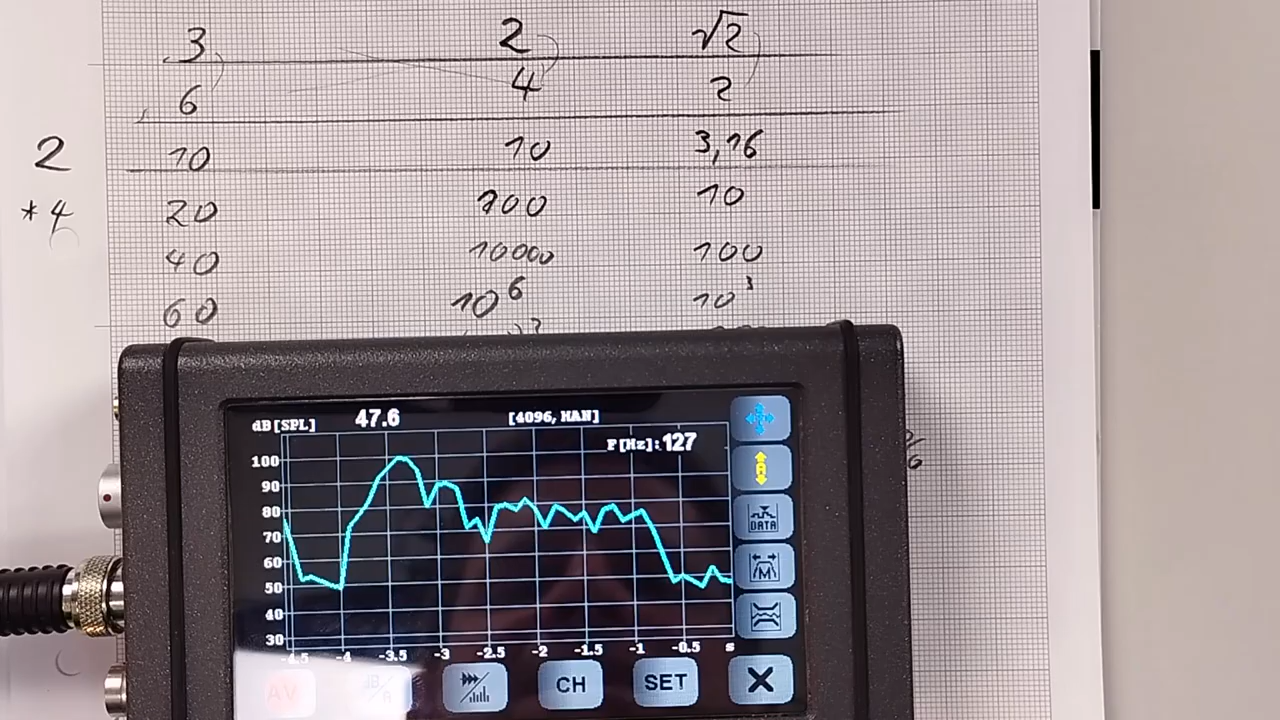 3 2 √2
6 4 2
2 10 10 3,16
*4 20 100 10
40 10000 100
60 10⁶ 10³
dB[SPL] 47.6 [4096, HAN]
F[Hz]: 127
100
90
80
70
60
50
40
30
-4.5 -4 -3.5 -3 -2.5 -2 -1.5 -1 -0.5 s
A
DATA
M
AV dB/A CH SET X